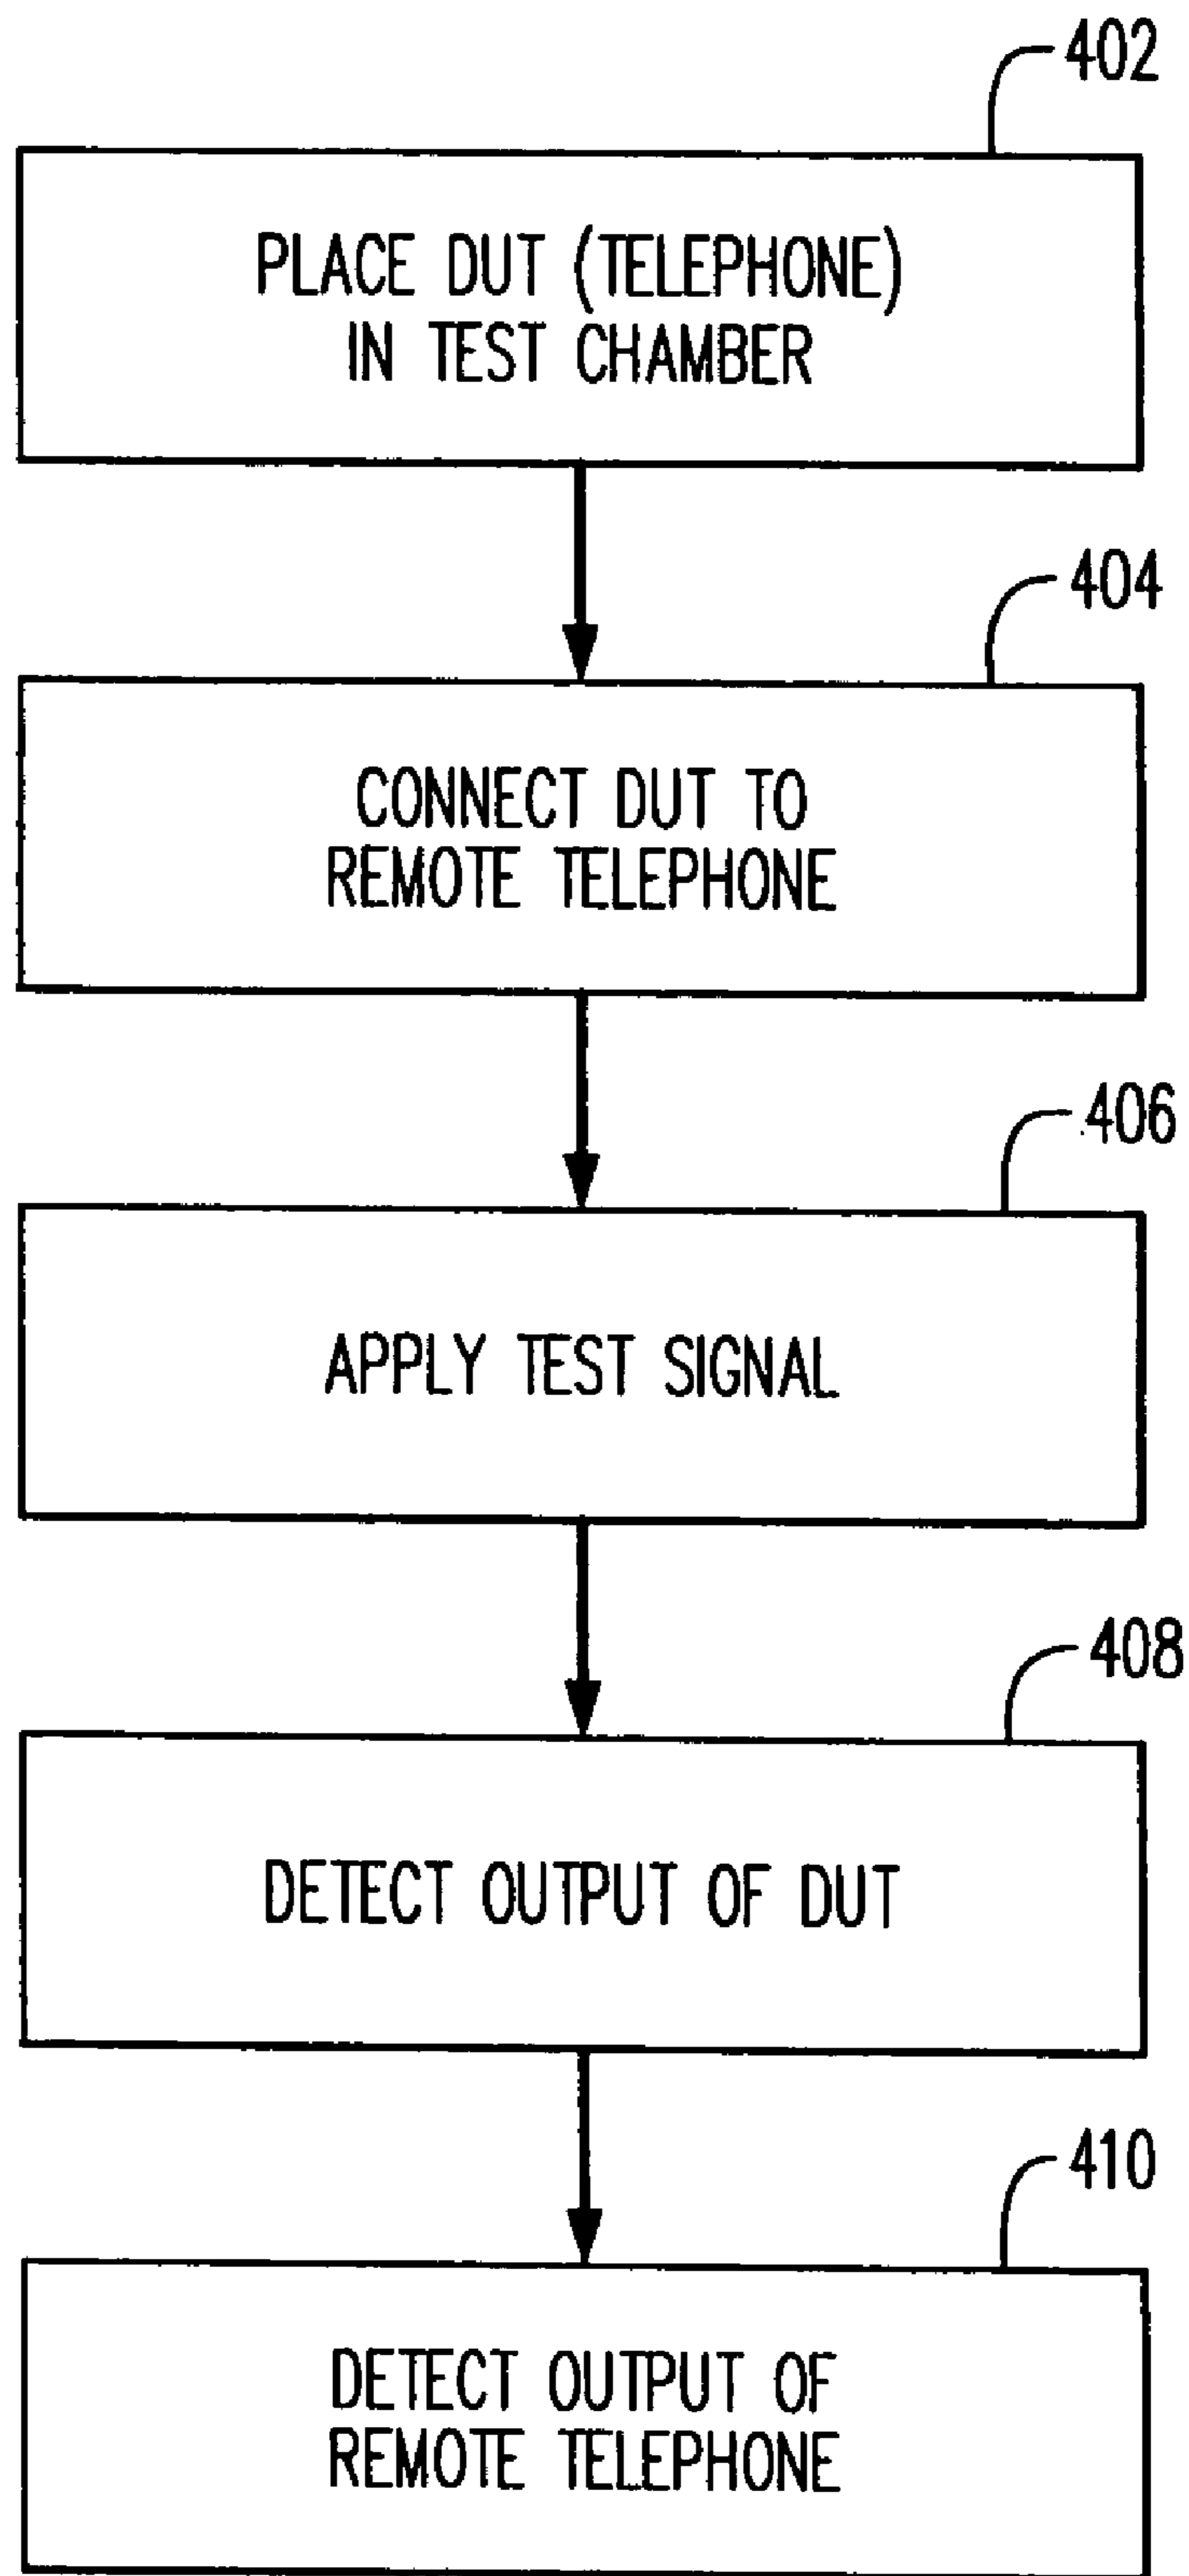 402
PLACE DUT (TELEPHONE)
IN TEST CHAMBER
404
CONNECT DUT TO
REMOTE TELEPHONE
406
APPLY TEST SIGNAL
408
DETECT OUTPUT OF DUT
410
DETECT OUTPUT OF
REMOTE TELEPHONE